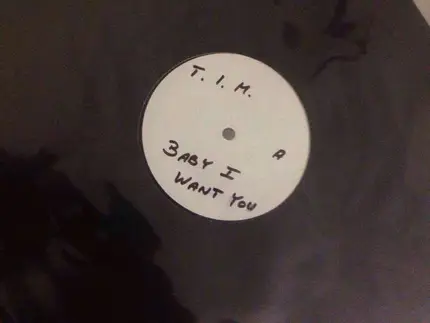 T. I. M.
A
BABY I
WANT YOU